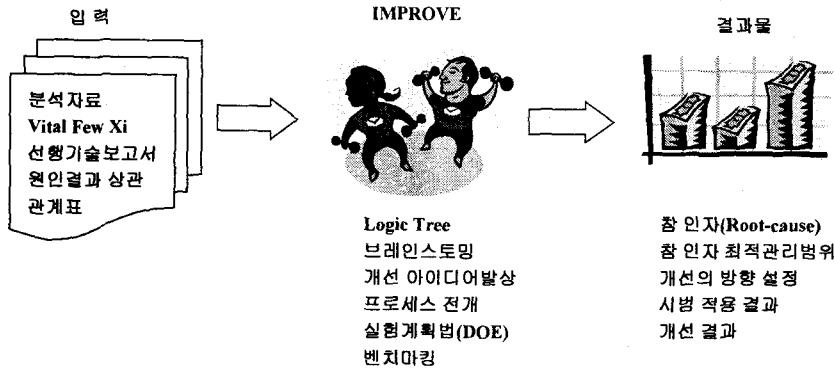 입 력
분석자료
Vital Few Xi
선행기술보고서
원인결과 상관
관계표
IMPROVE
Logic Tree
브레인스토밍
개선 아이디어발상
프로세스 전개
실험계획법(DOE)
벤치마킹
결과물
참 인자(Root-cause)
참 인자 최적관리범위
개선의 방향 설정
시범 적용 결과
개선 결과